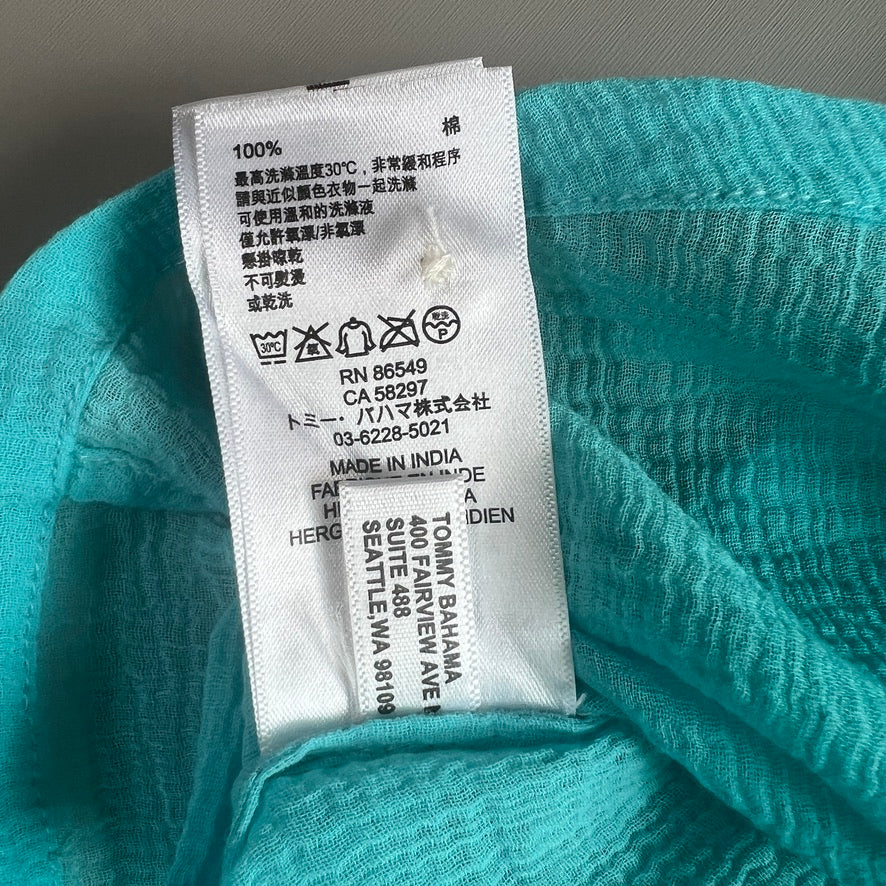 100% 棉
最高洗滌溫度30℃，非常緩和程序
請與近似顏色衣物一起洗滌
可使用溫和的洗滌液
僅允許氧漂/非氯漂
懸掛晾乾
不可熨燙
或乾洗
30℃
氧
乾洗
P
RN 86549
CA 58297
トミー・バハマ株式会社
03-6228-5021
MADE IN INDIA
TOMMY BAHAMA
400 FAIRVIEW AVE
SUITE 488
SEATTLE,WA 98109